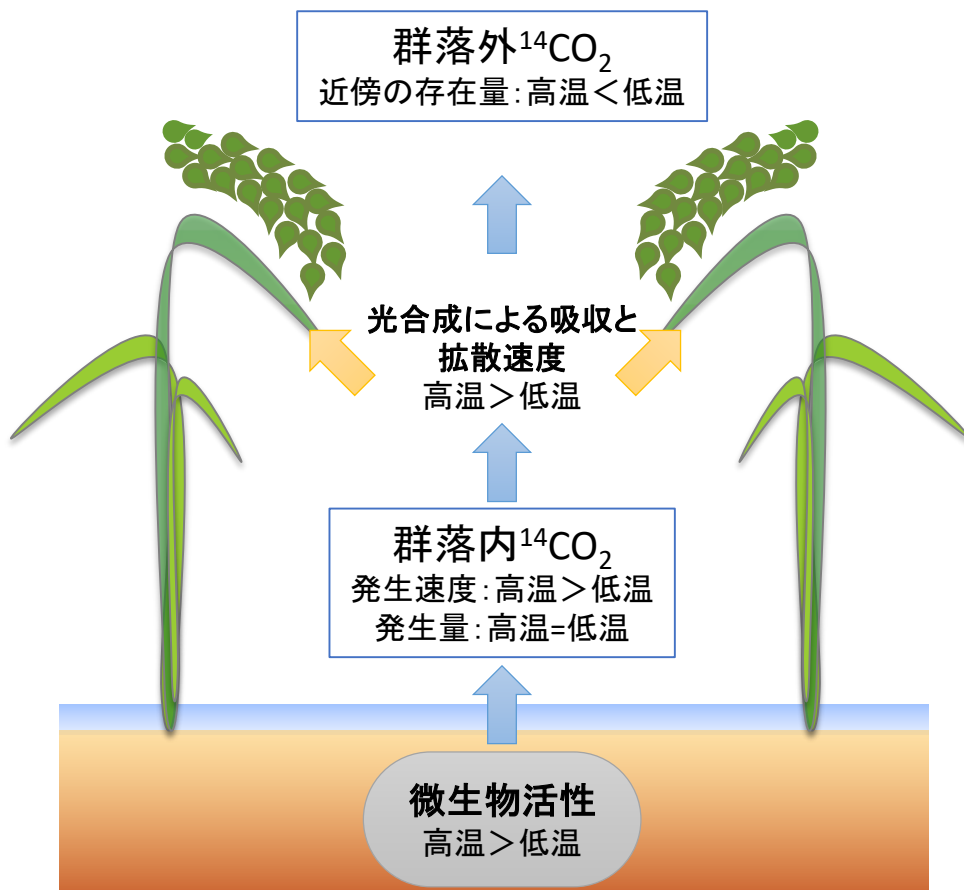 群落外¹⁴CO₂
近傍の存在量：高温＜低温
光合成による吸収と
拡散速度
高温＞低温
群落内¹⁴CO₂
発生速度：高温＞低温
発生量：高温=低温
微生物活性
高温＞低温